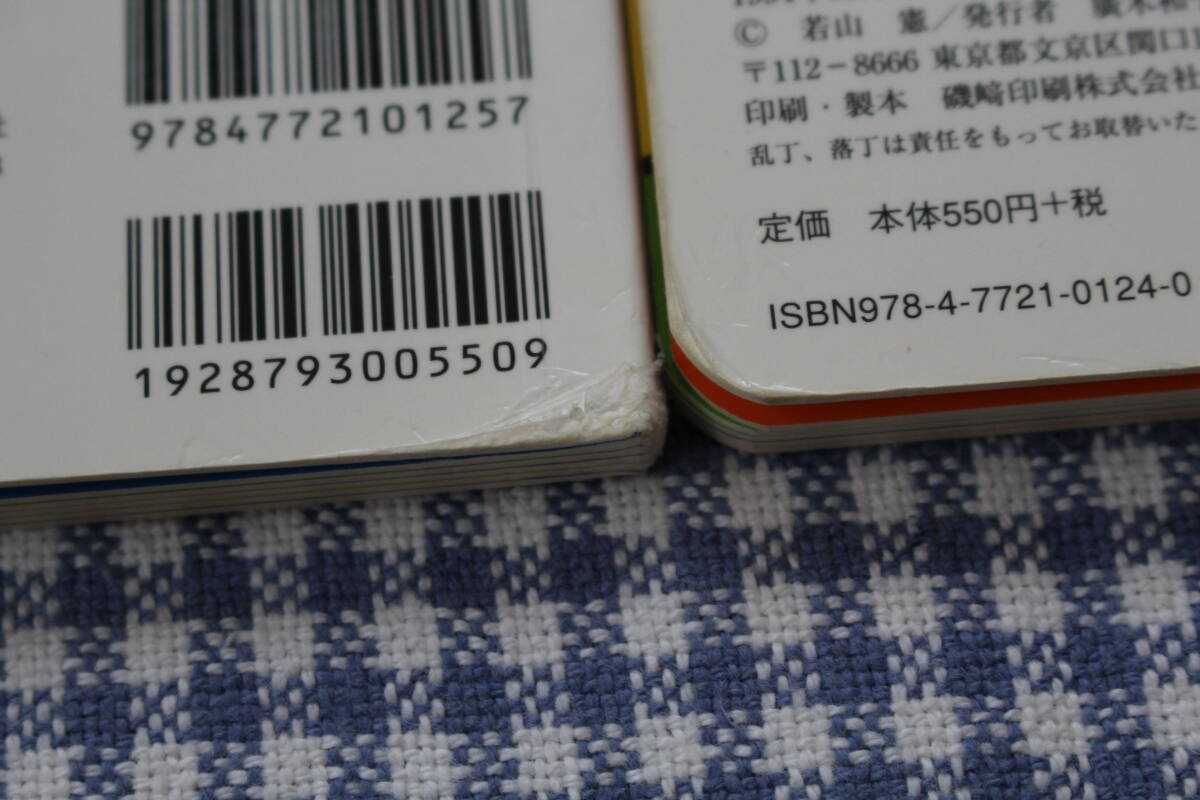 9784772101257
1928793005509
© 若山 憲/発行者
〒112-8666 東京都文京区関口
印刷・製本 磯﨑印刷株式会社
乱丁、落丁は責任をもってお取替いた
定価 本体550円+税
ISBN978-4-7721-0124-0